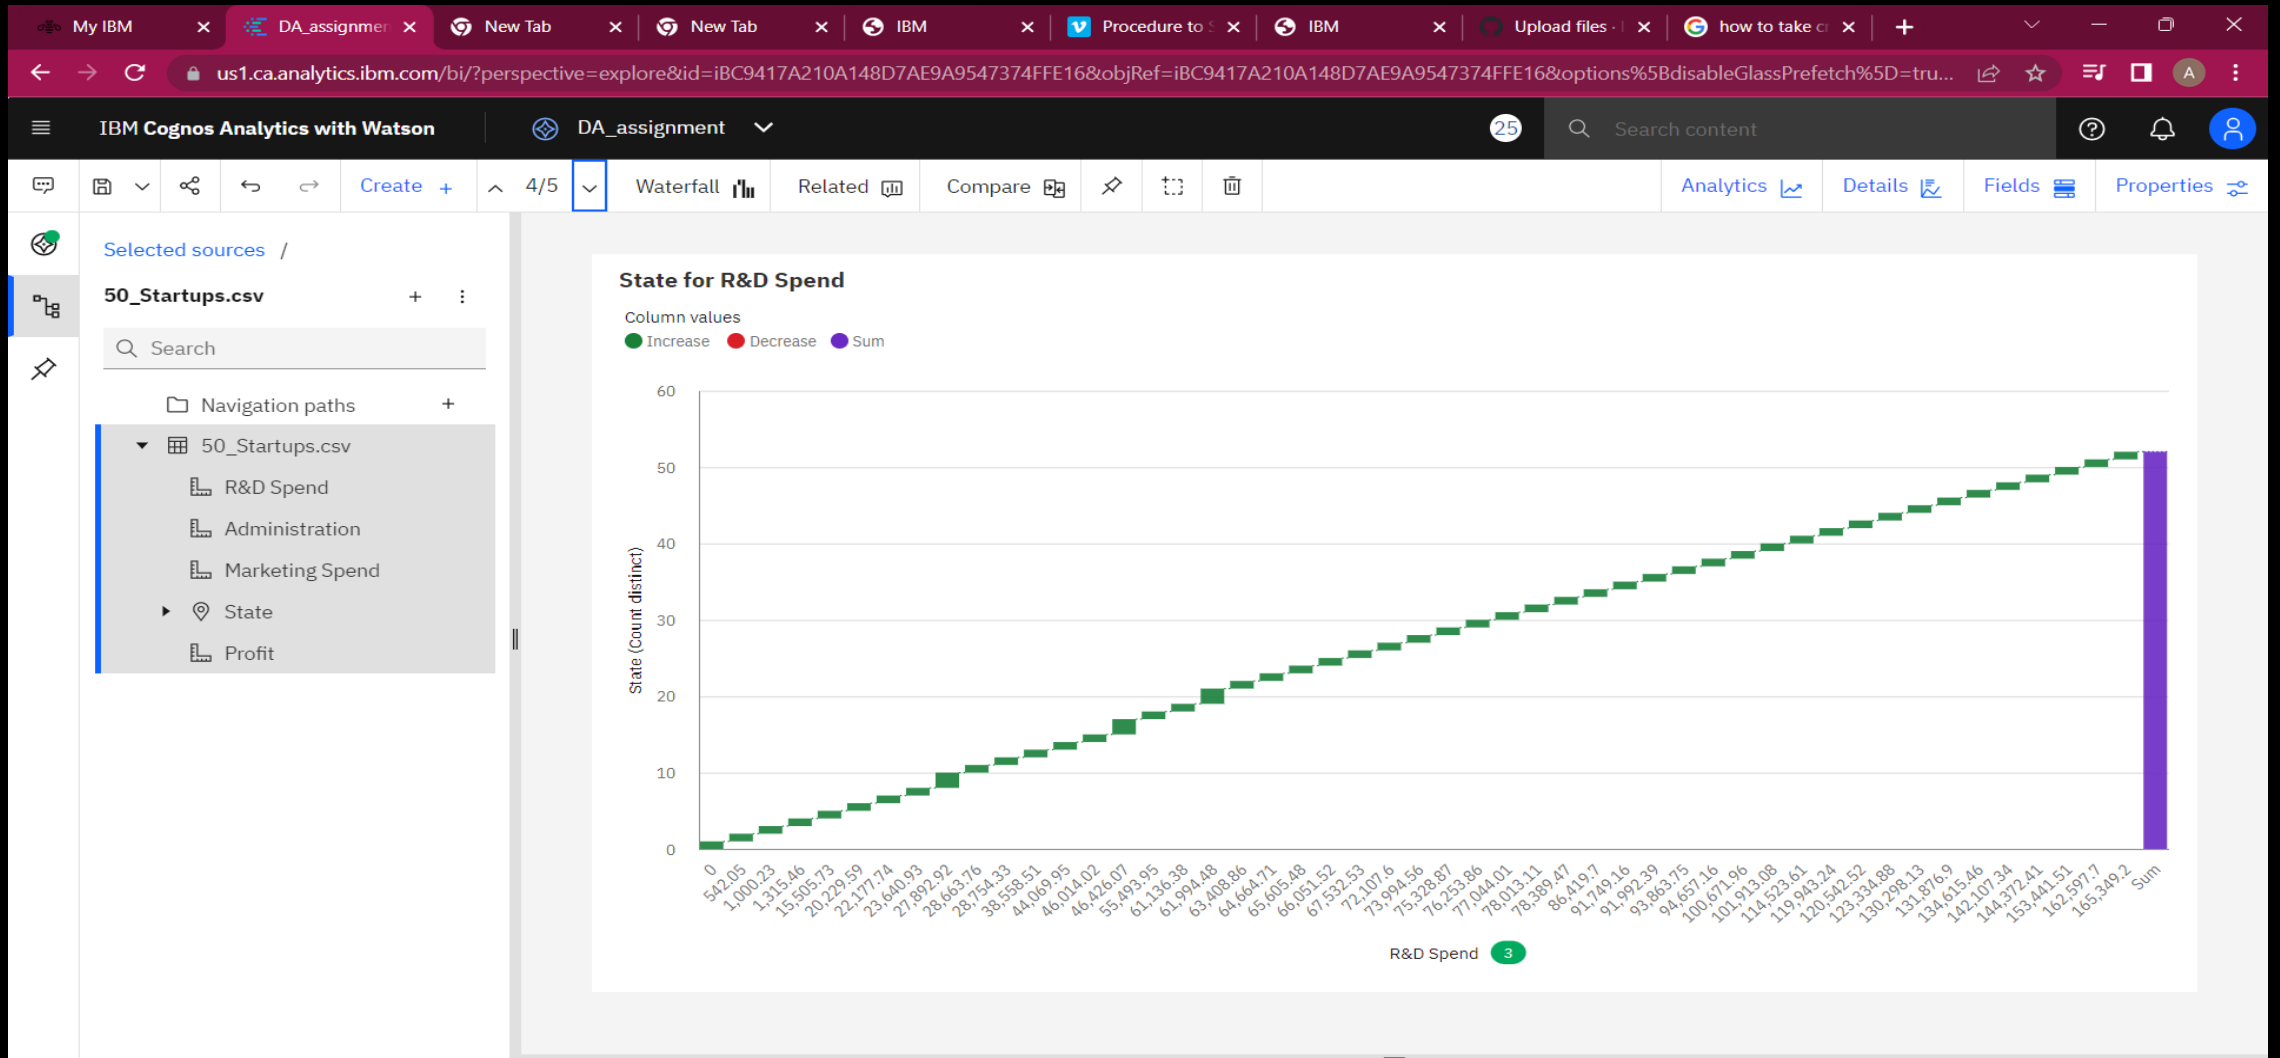 My IBM
DA_assignmen
New Tab
New Tab
IBM
Procedure to S
IBM
Upload files · I
how to take cr
us1.ca.analytics.ibm.com/bi/?perspective=explore&id=iBC9417A210A148D7AE9A9547374FFE16&objRef=iBC9417A210A148D7AE9A9547374FFE16&options%5BdisableGlassPrefetch%5D=tru...
A
IBM Cognos Analytics with Watson
DA_assignment
25
Search content
Create +
4/5
Waterfall
Related
Compare
Analytics
Details
Fields
Properties
Selected sources /
50_Startups.csv
Search
Navigation paths
50_Startups.csv
R&D Spend
Administration
Marketing Spend
State
Profit
State for R&D Spend
Column values
Increase Decrease Sum
60
50
40
30
20
10
0
State (Count distinct)
0
542.05
1,000.23
1,315.46
15,505.73
20,229.59
22,177.74
23,640.93
27,892.92
28,663.76
28,754.33
38,558.51
44,069.95
46,014.02
46,426.07
55,493.95
61,136.38
61,994.48
63,408.86
64,664.71
65,605.48
66,051.52
67,532.53
72,107.6
73,994.56
75,328.87
76,253.86
77,044.01
78,013.11
78,389.47
86,419.7
91,749.16
91,992.39
93,863.75
94,657.16
100,671.96
101,913.08
114,523.61
119,943.24
120,542.52
123,334.88
130,298.13
131,876.9
134,615.46
142,107.34
144,372.41
153,441.51
162,597.7
165,349.2
Sum
R&D Spend 3